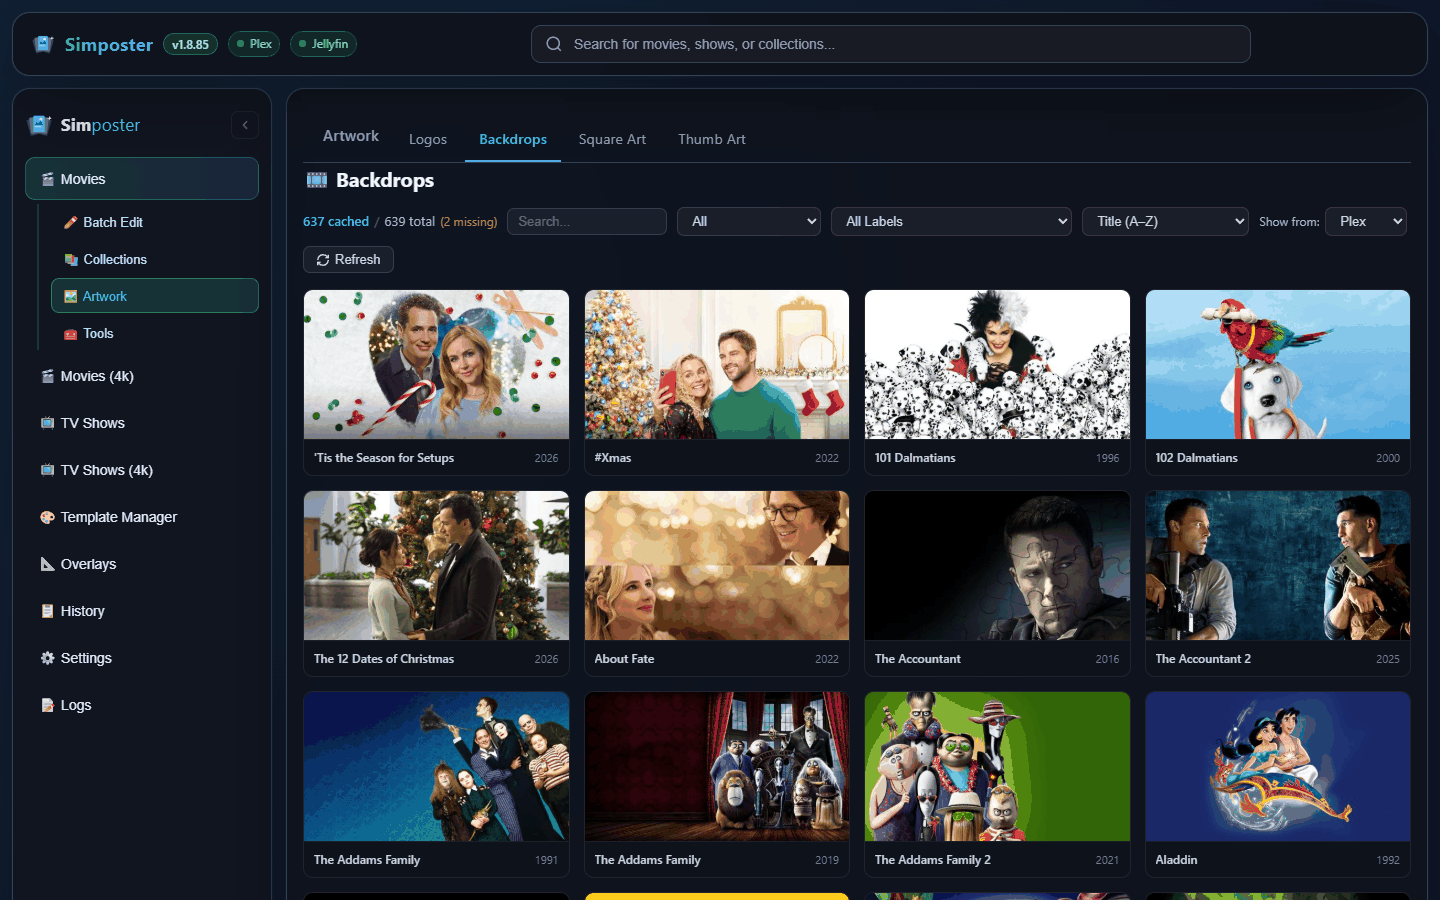 Simposter v1.8.85 Plex Jellyfin
Search for movies, shows, or collections...
Simposter
Movies
Batch Edit
Collections
Artwork
Tools
Movies (4k)
TV Shows
TV Shows (4k)
Template Manager
Overlays
History
Settings
Logs
Artwork Logos Backdrops Square Art Thumb Art
Backdrops
637 cached / 639 total (2 missing) Search... All All Labels Title (A–Z) Show from: Plex
Refresh
'Tis the Season for Setups 2026
#Xmas 2022
101 Dalmatians 1996
102 Dalmatians 2000
The 12 Dates of Christmas 2026
About Fate 2022
The Accountant 2016
The Accountant 2 2025
The Addams Family 1991
The Addams Family 2019
The Addams Family 2 2021
Aladdin 1992